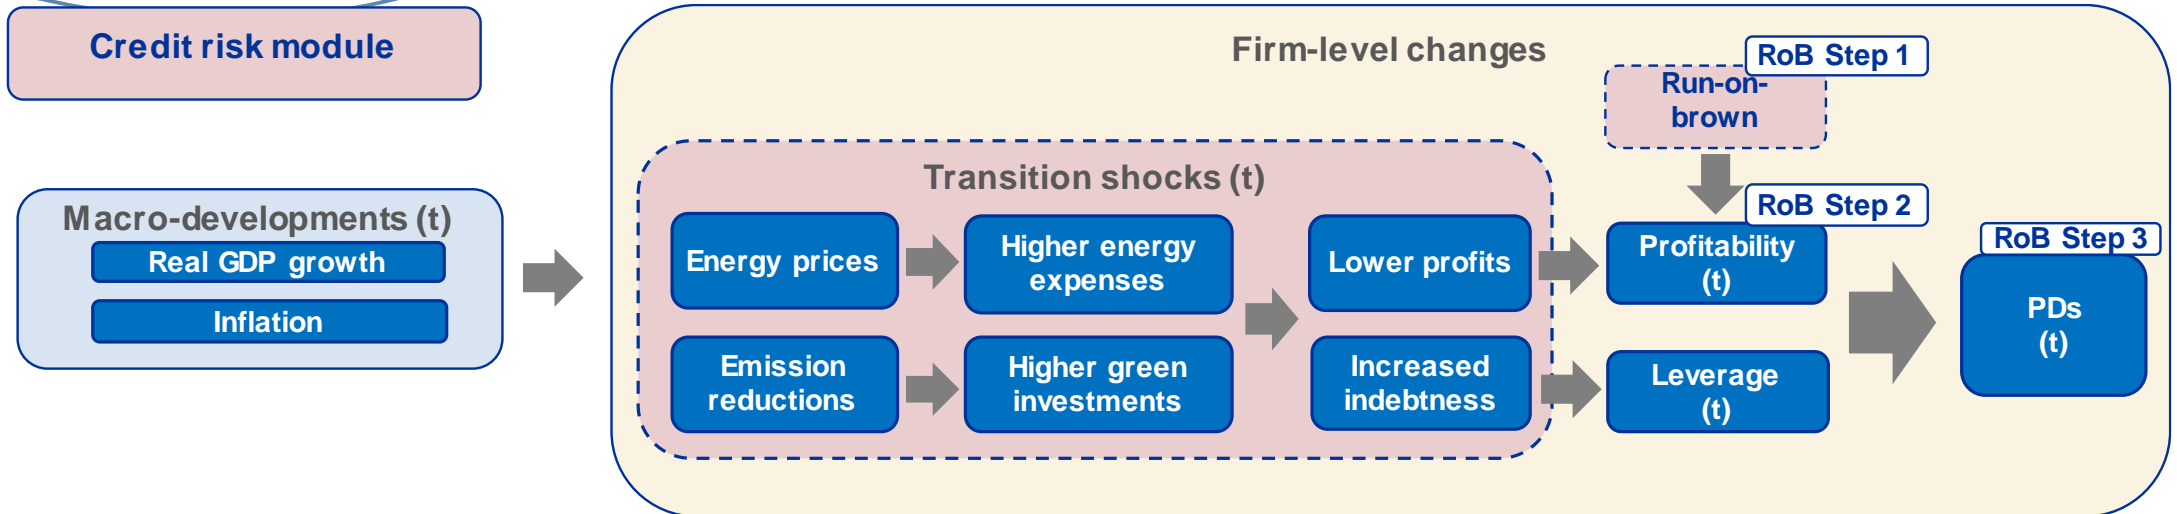 Credit risk module
Macro-developments (t)
Real GDP growth
Inflation
Firm-level changes
Transition shocks (t)
Energy prices
Higher energy
expenses
Lower profits
Emission
reductions
Higher green
investments
Increased
indebtness
RoB Step 1
Run-on-
brown
RoB Step 2
Profitability
(t)
Leverage
(t)
RoB Step 3
PDs
(t)